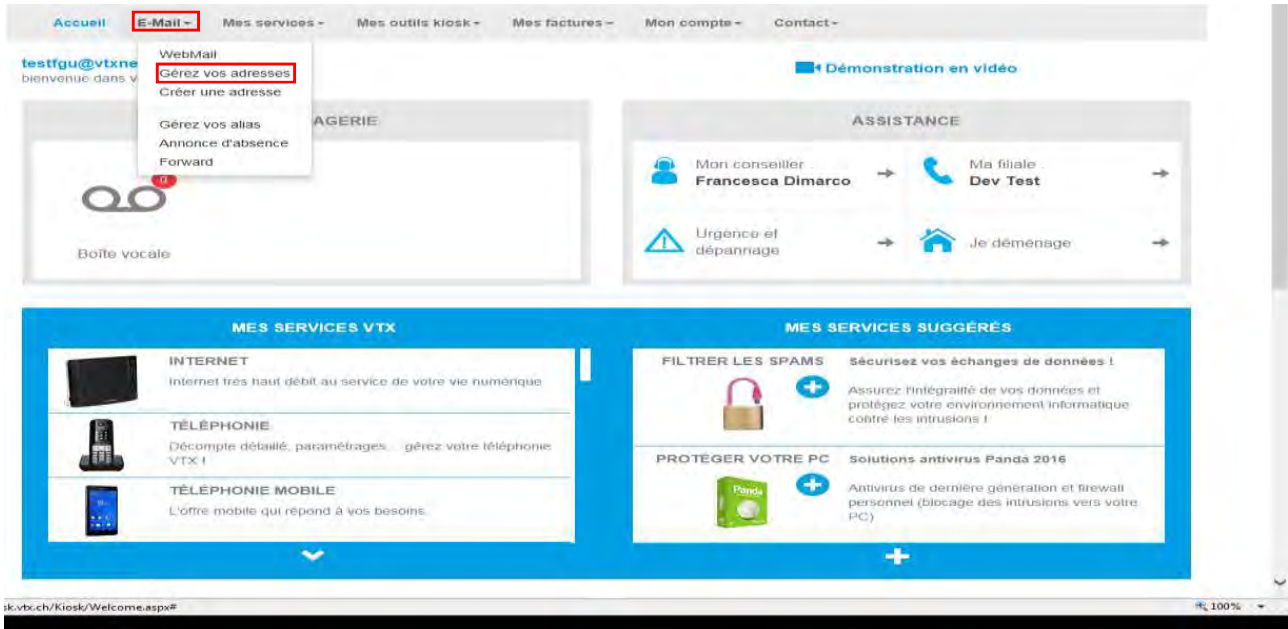 Accueil E-Mail Mes services Mes outils kiosk Mes factures Mon compte Contact
WebMail
Gérez vos adresses
Créer une adresse
Gérez vos alias
Annonce d'absence
Forward
testfgu@vtxne
bienvenue dans v
Démonstration en vidéo
AGERIE
0
Boîte vocale
ASSISTANCE
Mon conseiller :
Francesca Dimarco
Ma filiale :
Dev Test
Urgence et
dépannage
Je déménage
MES SERVICES VTX
INTERNET
Internet très haut débit au service de votre vie numérique
TÉLÉPHONIE
Décompte détaillé, paramétrages... gérez votre téléphonie
VTX !
TÉLÉPHONIE MOBILE
L'offre mobile qui répond à vos besoins.
MES SERVICES SUGGÉRÉS
FILTRER LES SPAMS
Sécurisez vos échanges de données !
Assurez l'intégralité de vos données et
protégez votre environnement informatique
contre les intrusions !
PROTÉGER VOTRE PC
Solutions antivirus Panda 2016
Panda
Antivirus de dernière génération et firewall
personnel (blocage des intrusions vers votre
PC)
sk.vtx.ch/Kiosk/Welcome.aspx#
100%